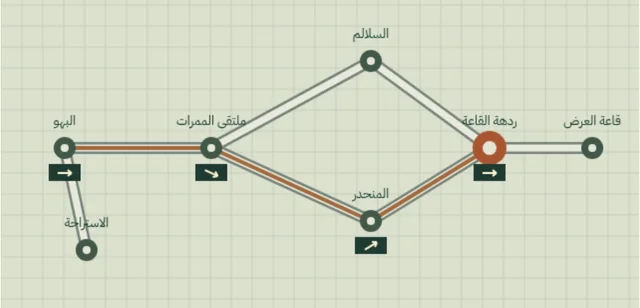 السلالم
البهو
ملتقى الممرات
ردهة القاعة
قاعة العرض
→
↘
→
المنحدر
الاستراحة
↗